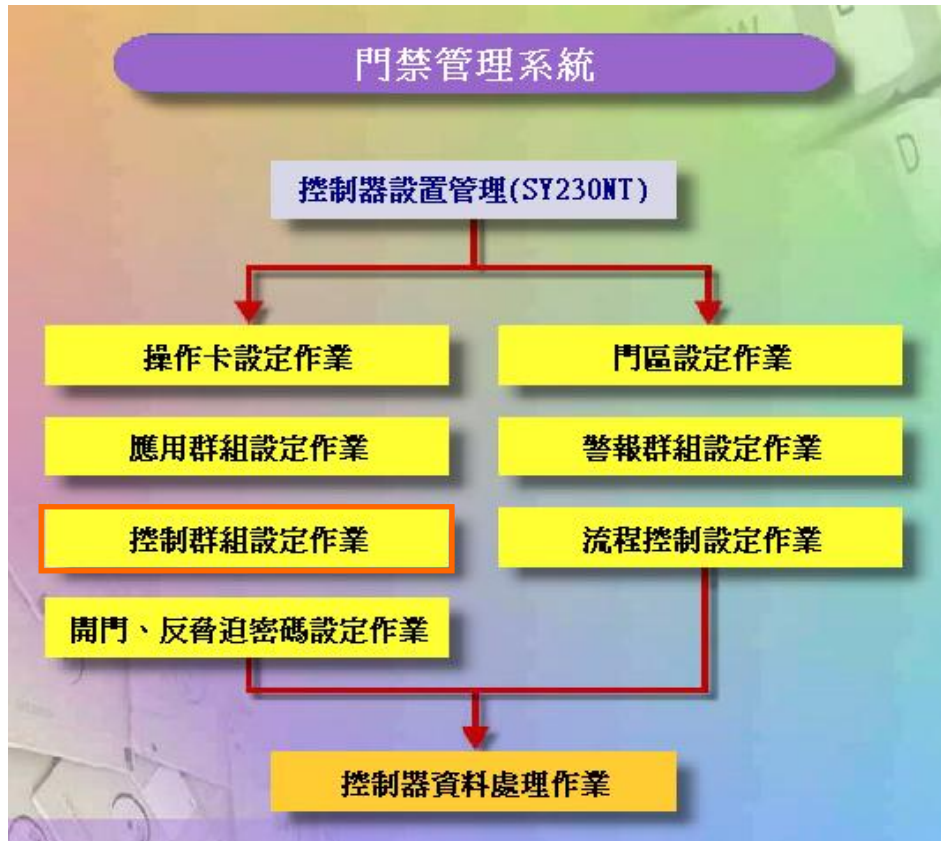 門禁管理系統
控制器設置管理(SY230NT)
操作卡設定作業
門區設定作業
應用群組設定作業
警報群組設定作業
控制群組設定作業
流程控制設定作業
開門、反脅迫密碼設定作業
控制器資料處理作業
W
D